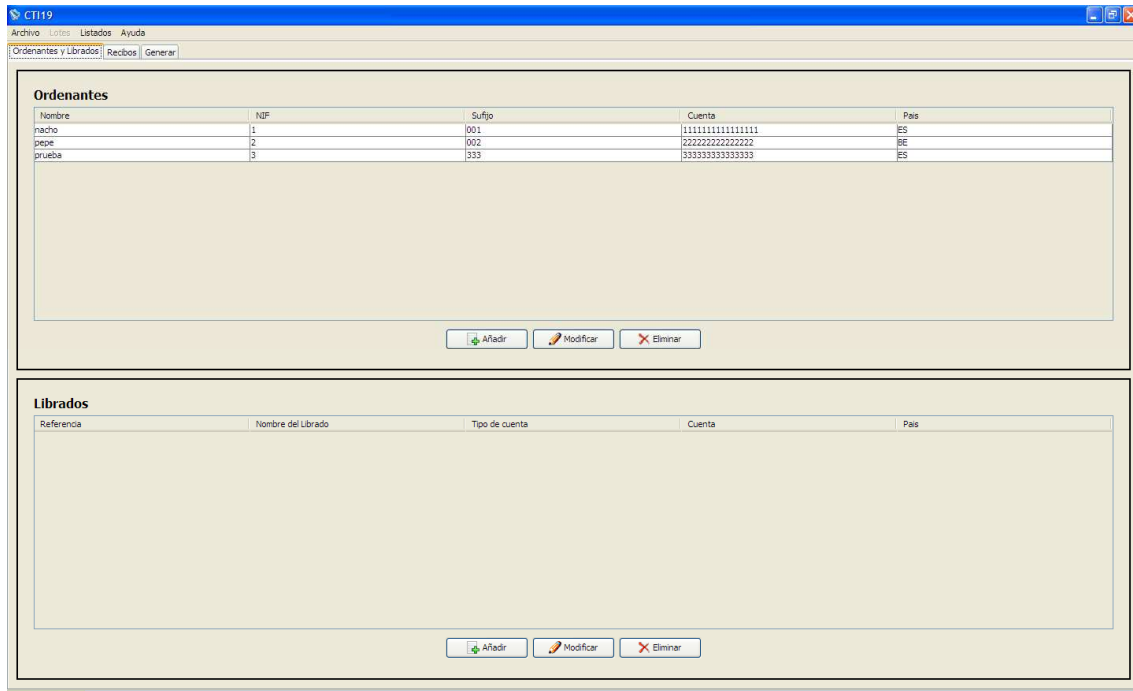 CTI19
Archivo Lotes Listados Ayuda
Ordenantes y Librados Recibos Generar
Ordenantes
Nombre NIF Sufijo Cuenta Pais
nacho 1 001 1111111111111111 ES
pepe 2 002 222222222222222 BE
prueba 3 333 333333333333333 ES
Añadir Modificar Eliminar
Librados
Referencia Nombre del Librado Tipo de cuenta Cuenta Pais
Añadir Modificar Eliminar